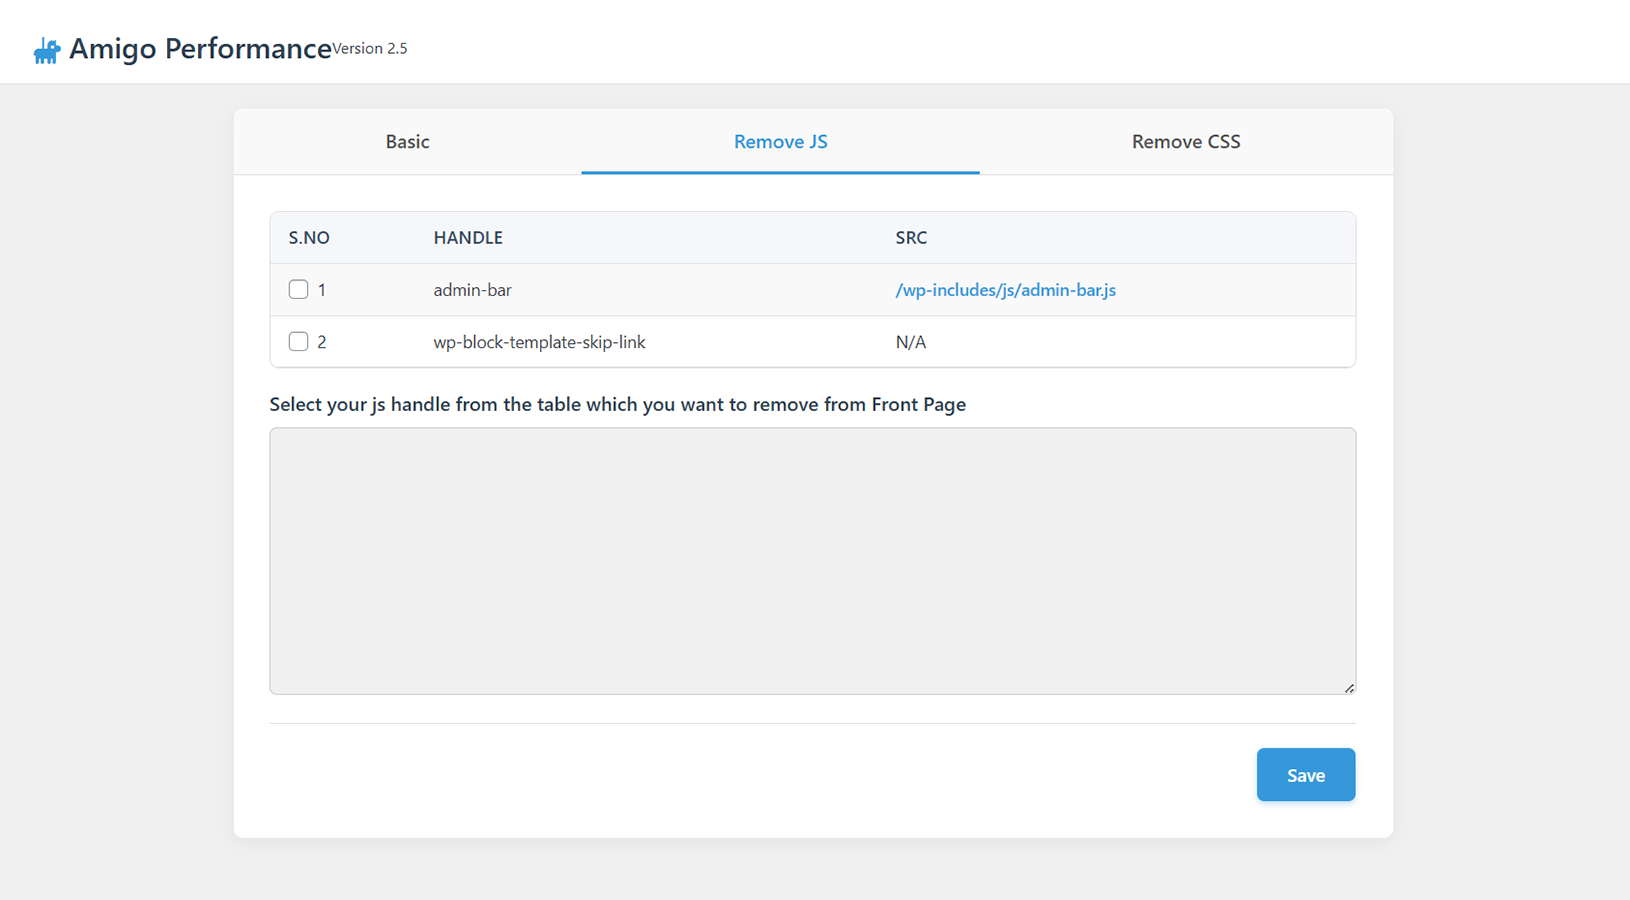 Amigo Performance Version 2.5
Basic Remove JS Remove CSS
S.NO HANDLE SRC
1 admin-bar /wp-includes/js/admin-bar.js
2 wp-block-template-skip-link N/A
Select your js handle from the table which you want to remove from Front Page
Save